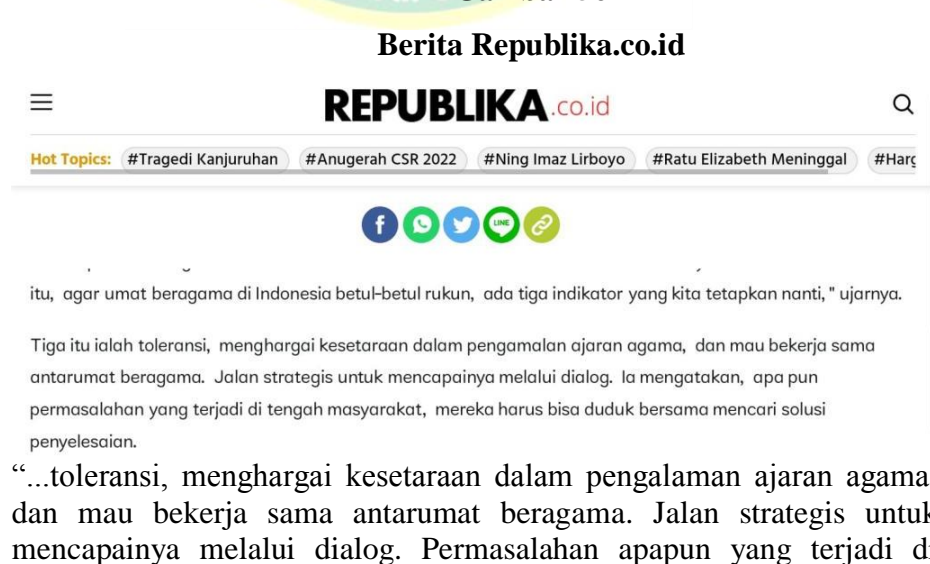 Berita Republika.co.id
REPUBLIKA.co.id
Hot Topics: #Tragedi Kanjuruhan #Anugerah CSR 2022 #Ning Imaz Lirboyo #Ratu Elizabeth Meninggal #Harg
LINE
itu, agar umat beragama di Indonesia betul-betul rukun, ada tiga indikator yang kita tetapkan nanti," ujarnya.
Tiga itu ialah toleransi, menghargai kesetaraan dalam pengamalan ajaran agama, dan mau bekerja sama
antarumat beragama. Jalan strategis untuk mencapainya melalui dialog. Ia mengatakan, apa pun
permasalahan yang terjadi di tengah masyarakat, mereka harus bisa duduk bersama mencari solusi
penyelesaian.
“...toleransi, menghargai kesetaraan dalam pengalaman ajaran agama
dan mau bekerja sama antarumat beragama. Jalan strategis untuk
mencapainya melalui dialog. Permasalahan apapun yang terjadi di